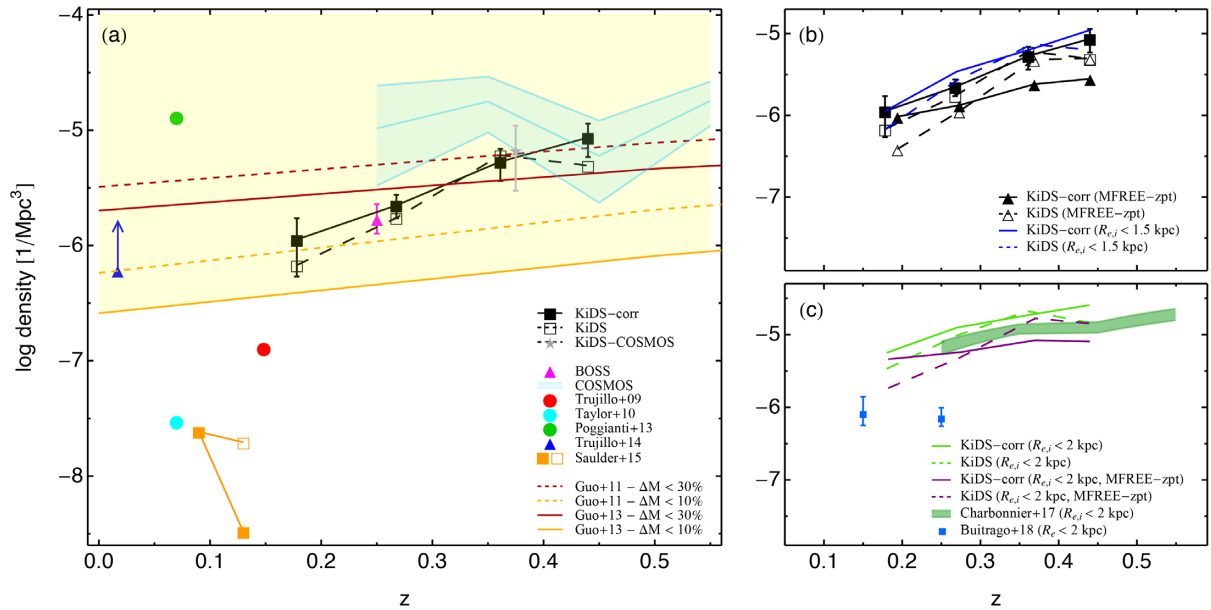 (a)
−4
−5
−6
−7
−8
log density [1/Mpc³]
0.0 0.1 0.2 0.3 0.4 0.5
z
KiDS−corr
KiDS
KiDS−COSMOS
BOSS
COSMOS
Trujillo+09
Taylor+10
Poggianti+13
Trujillo+14
Saulder+15
Guo+11 − ΔM < 30%
Guo+11 − ΔM < 10%
Guo+13 − ΔM < 30%
Guo+13 − ΔM < 10%
(b)
−5
−6
−7
KiDS−corr (MFREE−zpt)
KiDS (MFREE−zpt)
KiDS−corr (Re,i < 1.5 kpc)
KiDS (Re,i < 1.5 kpc)
(c)
−5
−6
−7
KiDS−corr (Re,i < 2 kpc)
KiDS (Re,i < 2 kpc)
KiDS−corr (Re,i < 2 kpc, MFREE−zpt)
KiDS (Re,i < 2 kpc, MFREE−zpt)
Charbonnier+17 (Re,i < 2 kpc)
Buitrago+18 (Re < 2 kpc)
0.1 0.2 0.3 0.4 0.5
z